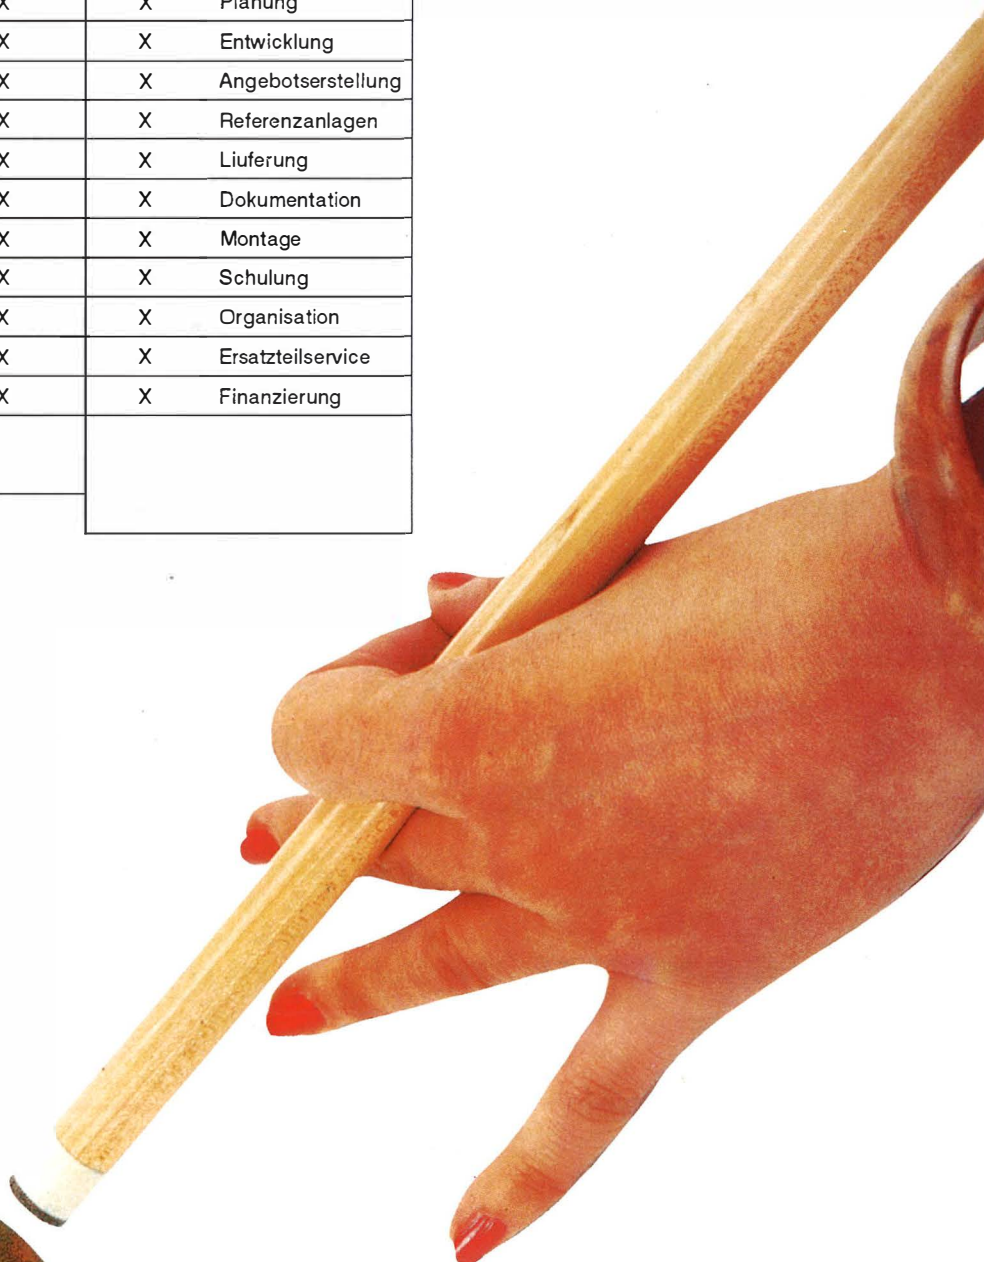 X X Planung
X X Entwicklung
X X Angebotserstellung
X X Referenzanlagen
X X Liuferung
X X Dokumentation
X X Montage
X X Schulung
X X Organisation
X X Ersatzteilservice
X X Finanzierung